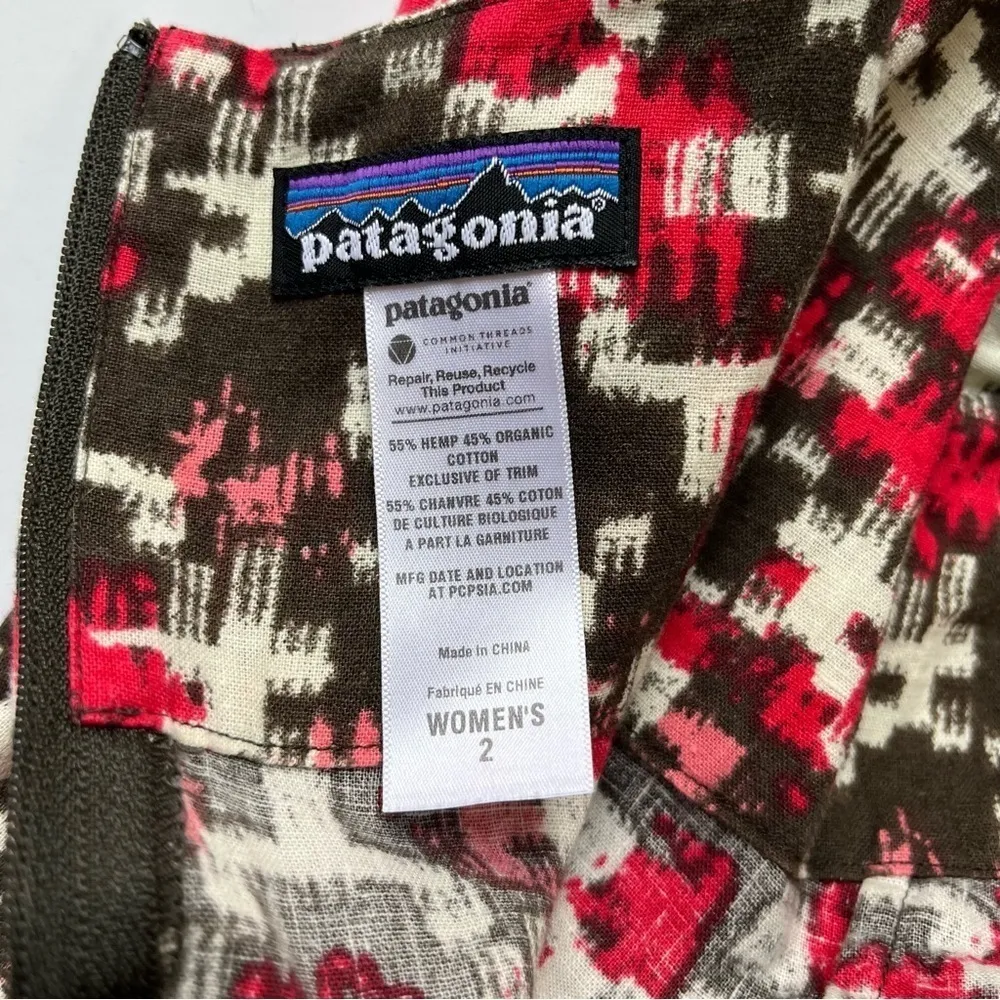 patagonia®
patagonia®
COMMON THREADS
INITIATIVE
Repair, Reuse, Recycle
This Product
www.patagonia.com
55% HEMP 45% ORGANIC
COTTON
EXCLUSIVE OF TRIM
55% CHANVRE 45% COTON
DE CULTURE BIOLOGIQUE
A PART LA GARNITURE
MFG DATE AND LOCATION
AT PCPSIA.COM
Made in CHINA
Fabriqué EN CHINE
WOMEN'S
2